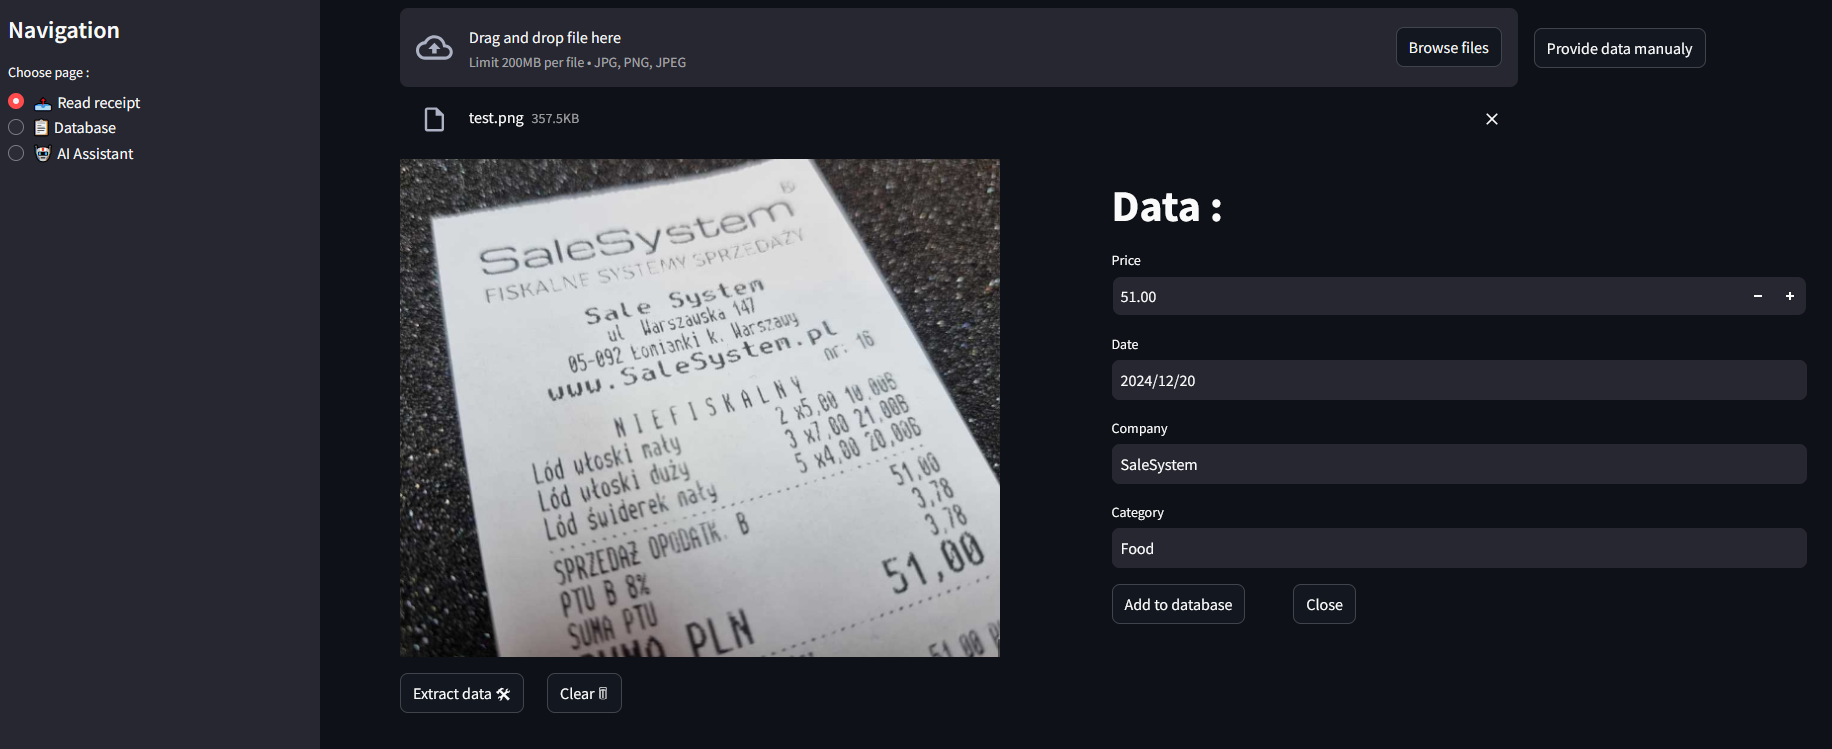 Navigation
Choose page :
Read receipt
Database
AI Assistant
Drag and drop file here
Limit 200MB per file • JPG, PNG, JPEG
Browse files
Provide data manualy
test.png 357.5KB
SaleSystem®
FISKALNE SYSTEMY SPRZEDAŻY
Sale System
ul Warszawska 147
05-092 Łomianki k. Warszawy
www.SaleSystem.pl
nr: 16
NIEFISKALNY
Lód włoski mały 2 x5,00 10,00B
Lód włoski duży 3 x7,00 21,00B
Lód świderek mały 5 x4,00 20,00B
SPRZEDAŻ OPODATK. B 51,00
PTU B 8% 3,78
SUMA PTU 3,78
SUMA PLN 51,00
51,00
Extract data
Clear
Data :
Price
51.00
Date
2024/12/20
Company
SaleSystem
Category
Food
Add to database
Close